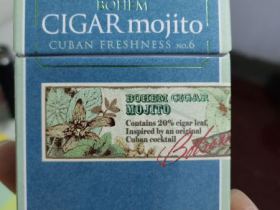 BOHEM
CIGAR mojito
CUBAN FRESHNESS NO.6
BOHEM CIGAR
MOJITO
Contains 20% cigar leaf,
Inspired by an original
Cuban cocktail